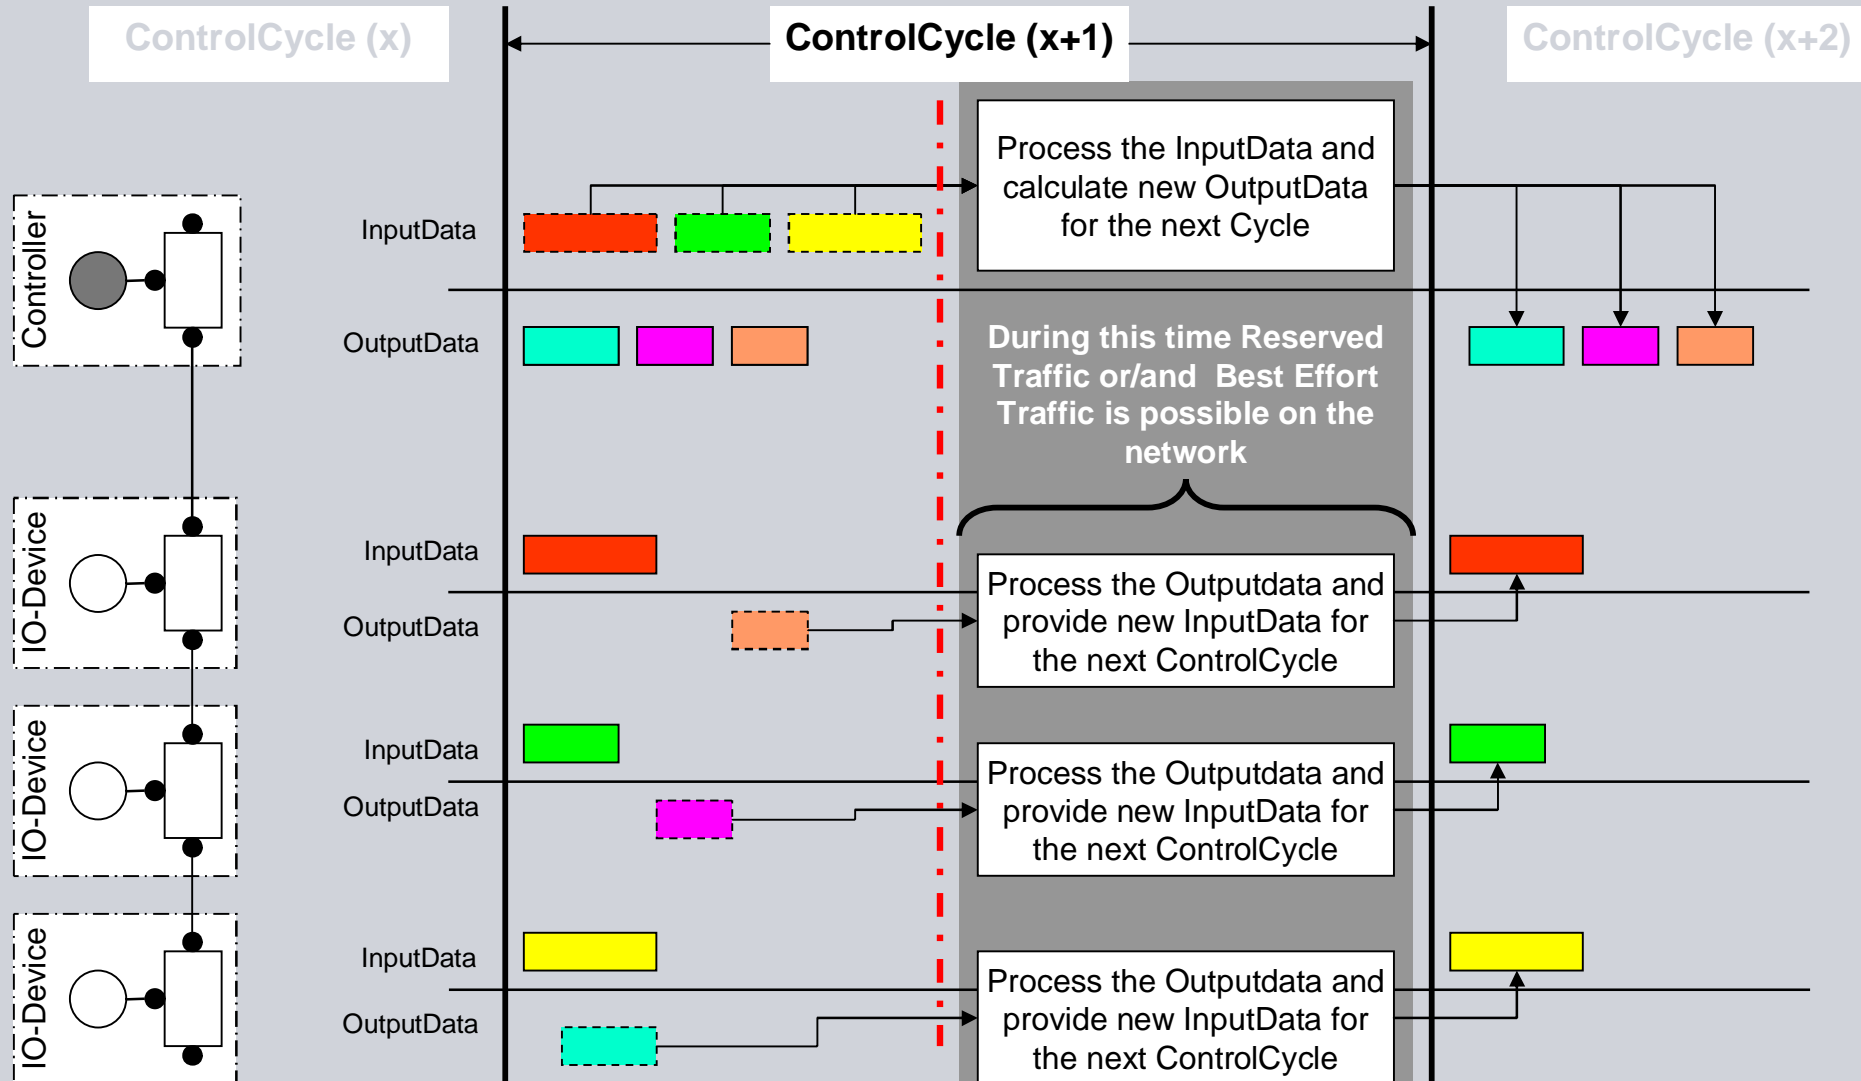 ControlCycle (x)
ControlCycle (x+1)
ControlCycle (x+2)
Controller
InputData
OutputData
Process the InputData and
calculate new OutputData
for the next Cycle
During this time Reserved
Traffic or/and Best Effort
Traffic is possible on the
network
IO-Device
InputData
OutputData
Process the Outputdata and
provide new InputData for
the next ControlCycle
IO-Device
InputData
OutputData
Process the Outputdata and
provide new InputData for
the next ControlCycle
IO-Device
InputData
OutputData
Process the Outputdata and
provide new InputData for
the next ControlCycle